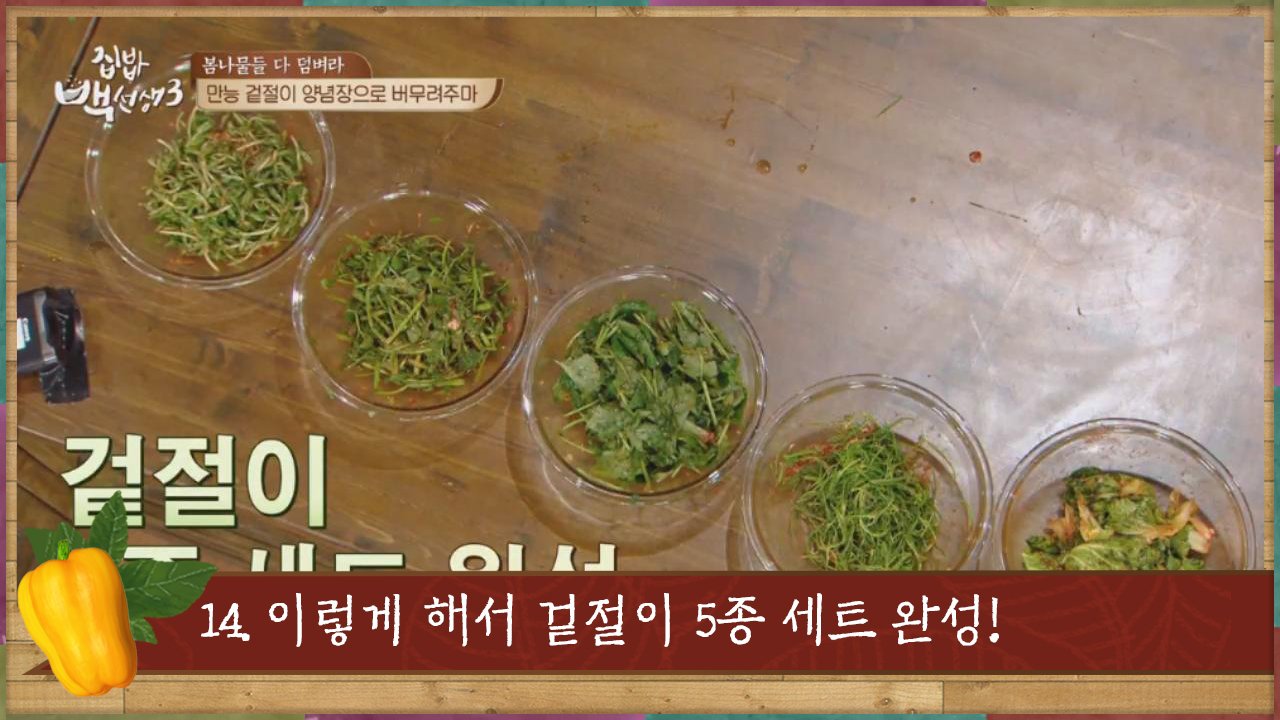 집밥
백선생3
봄나물들 다 덤벼라
만능 겉절이 양념장으로 버무려주마
겉절이
14. 이렇게 해서 겉절이 5종 세트 완성!